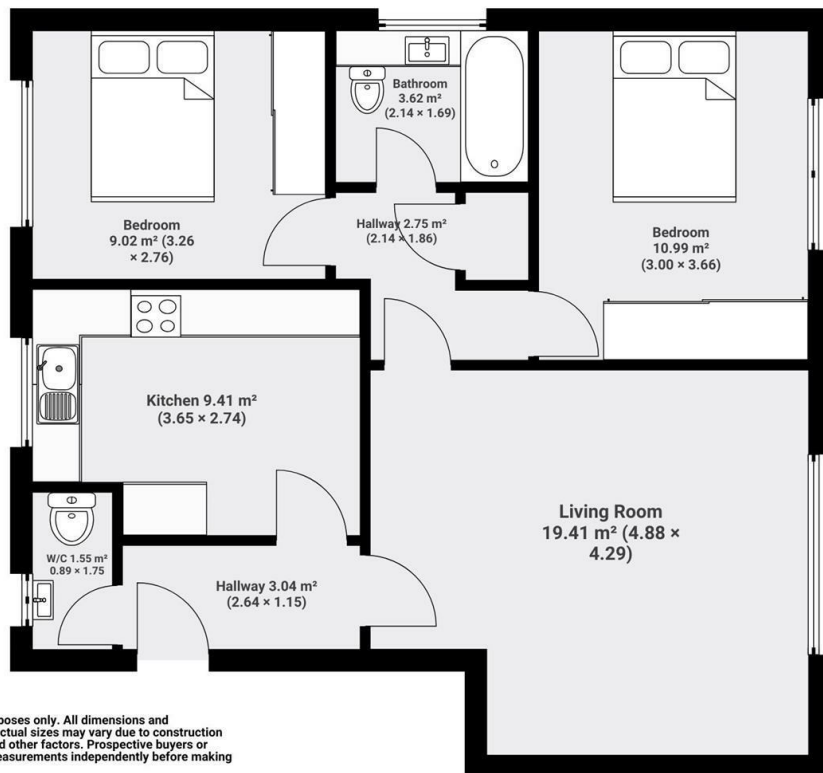 Bathroom
3.62 m²
(2.14 × 1.69)
Bedroom
9.02 m² (3.26
× 2.76)
Hallway 2.75 m²
(2.14 × 1.86)
Bedroom
10.99 m²
(3.00 × 3.66)
Kitchen 9.41 m²
(3.65 × 2.74)
Living Room
19.41 m² (4.88 ×
4.29)
W/C 1.55 m²
0.89 × 1.75
Hallway 3.04 m²
(2.64 × 1.15)
poses only. All dimensions and
ctual sizes may vary due to construction
d other factors. Prospective buyers or
easurements independently before making